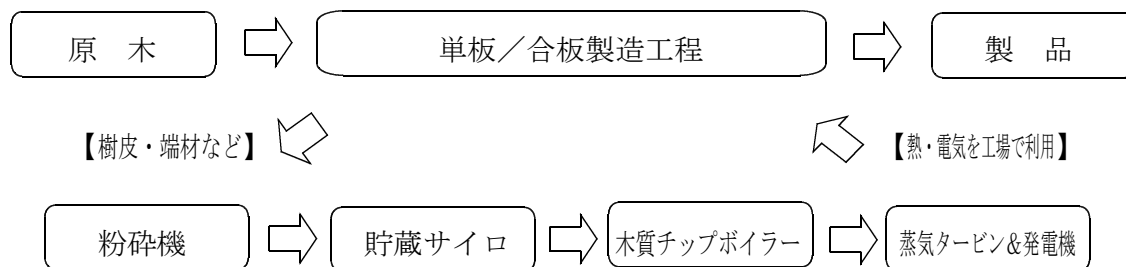 原　木
単板／合板製造工程
製　品
【樹皮・端材など】
【熱・電気を工場で利用】
粉砕機
貯蔵サイロ
木質チップボイラー
蒸気タービン&発電機